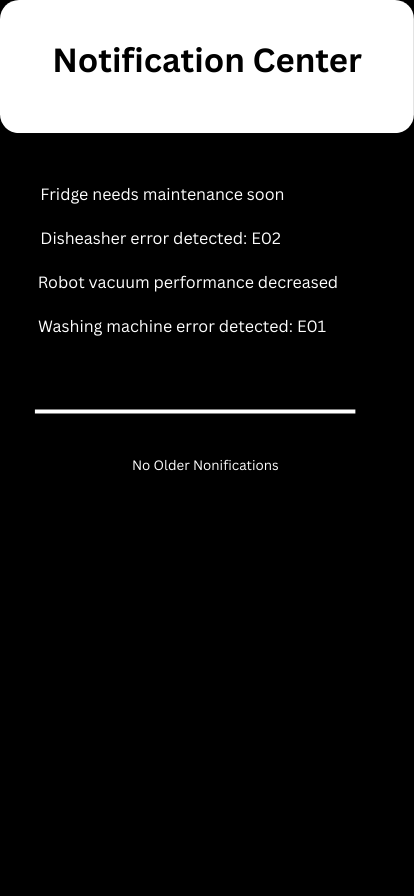 Notification Center
Fridge needs maintenance soon
Disheasher error detected: E02
Robot vacuum performance decreased
Washing machine error detected: E01
No Older Nonifications